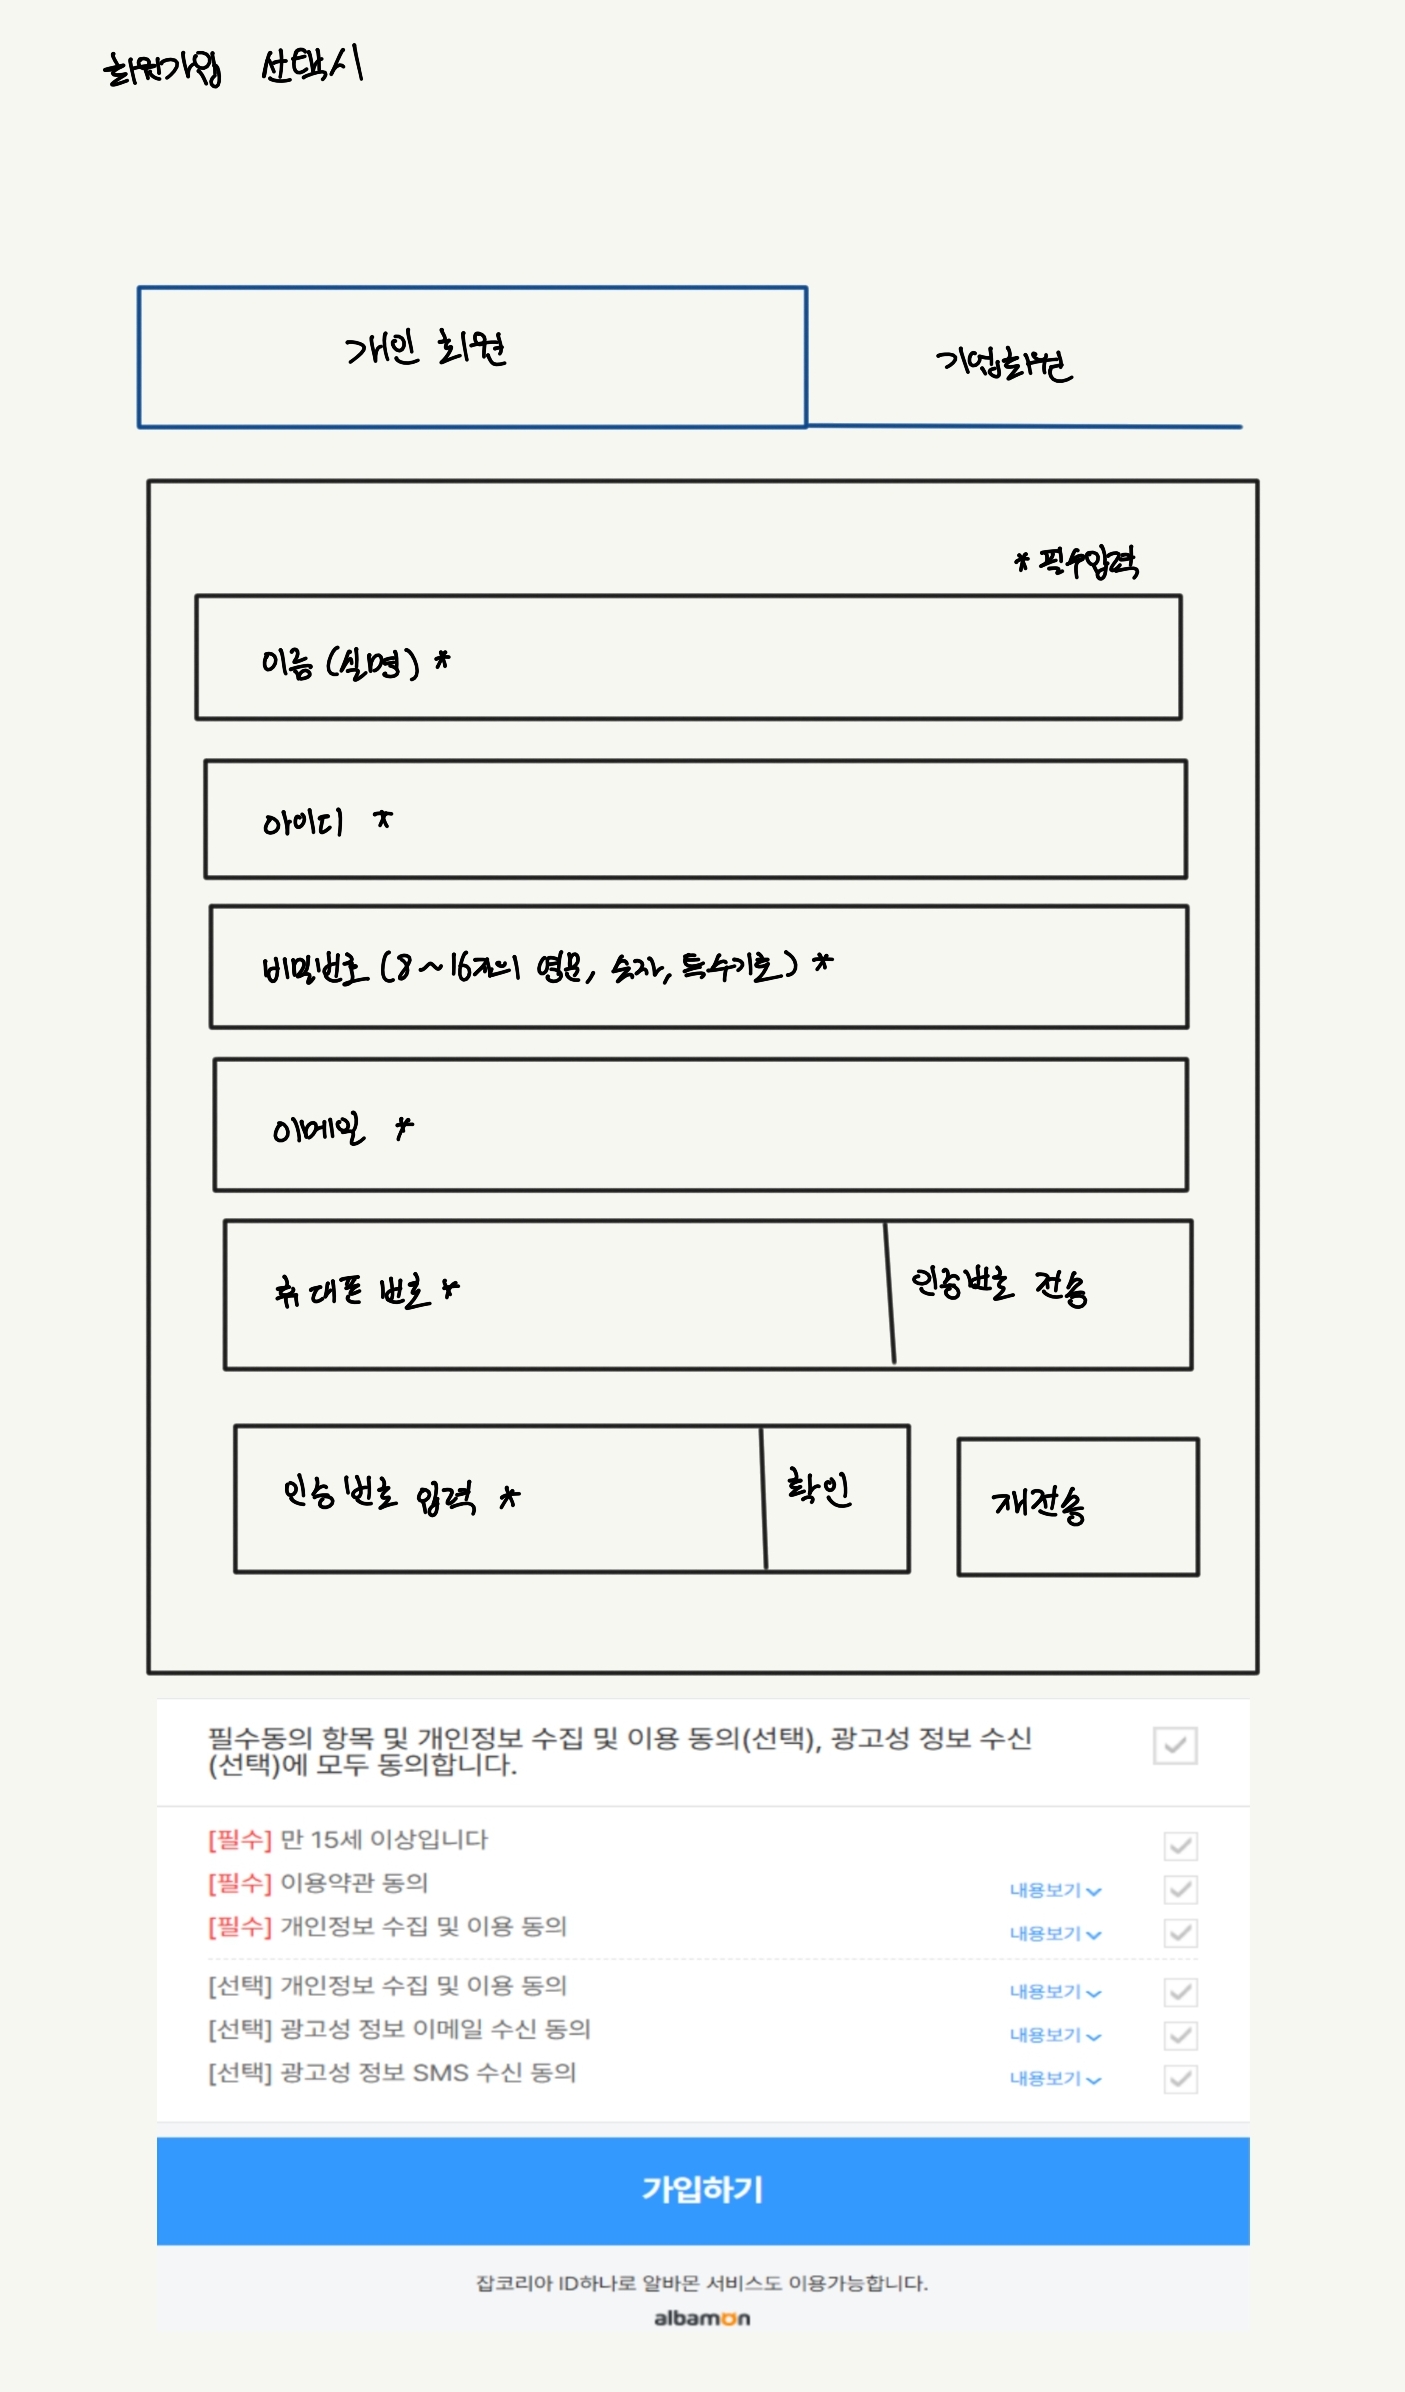 회원가입 선택시
개인 회원
기업회원
* 필수입력
이름 (실명) *
아이디 *
비밀번호 (8~16자의 영문, 숫자, 특수기호) *
이메일 *
휴대폰 번호 *
인증번호 전송
인증번호 입력 *
확인
재전송
필수동의 항목 및 개인정보 수집 및 이용 동의(선택), 광고성 정보 수신
(선택)에 모두 동의합니다.
[필수] 만 15세 이상입니다
[필수] 이용약관 동의 내용보기
[필수] 개인정보 수집 및 이용 동의 내용보기
[선택] 개인정보 수집 및 이용 동의 내용보기
[선택] 광고성 정보 이메일 수신 동의 내용보기
[선택] 광고성 정보 SMS 수신 동의 내용보기
가입하기
잡코리아 ID하나로 알바몬 서비스도 이용가능합니다.
albamon